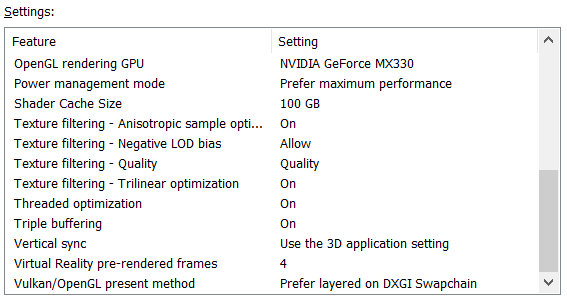 Settings:
Feature Setting
OpenGL rendering GPU NVIDIA GeForce MX330
Power management mode Prefer maximum performance
Shader Cache Size 100 GB
Texture filtering - Anisotropic sample opti... On
Texture filtering - Negative LOD bias Allow
Texture filtering - Quality Quality
Texture filtering - Trilinear optimization On
Threaded optimization On
Triple buffering On
Vertical sync Use the 3D application setting
Virtual Reality pre-rendered frames 4
Vulkan/OpenGL present method Prefer layered on DXGI Swapchain